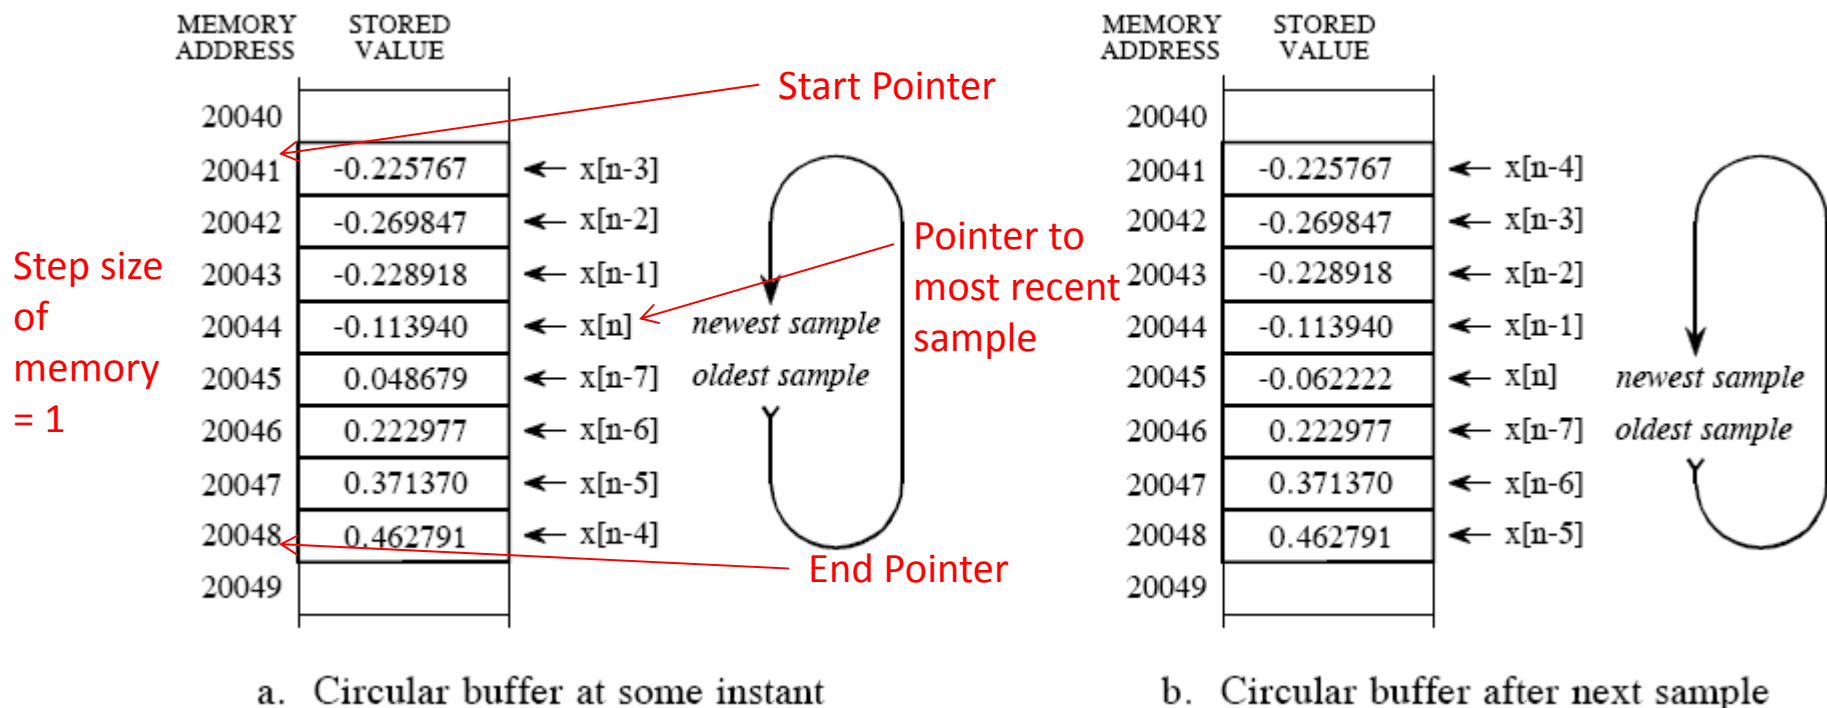 MEMORY ADDRESS STORED VALUE
20040
20041 -0.225767 x[n-3]
20042 -0.269847 x[n-2]
20043 -0.228918 x[n-1]
20044 -0.113940 x[n] newest sample
20045 0.048679 x[n-7] oldest sample
20046 0.222977 x[n-6]
20047 0.371370 x[n-5]
20048 0.462791 x[n-4]
20049
Start Pointer
Pointer to
most recent
sample
End Pointer
Step size
of
memory
= 1
a. Circular buffer at some instant
MEMORY ADDRESS STORED VALUE
20040
20041 -0.225767 x[n-4]
20042 -0.269847 x[n-3]
20043 -0.228918 x[n-2]
20044 -0.113940 x[n-1]
20045 -0.062222 x[n] newest sample
20046 0.222977 x[n-7] oldest sample
20047 0.371370 x[n-6]
20048 0.462791 x[n-5]
20049
b. Circular buffer after next sample